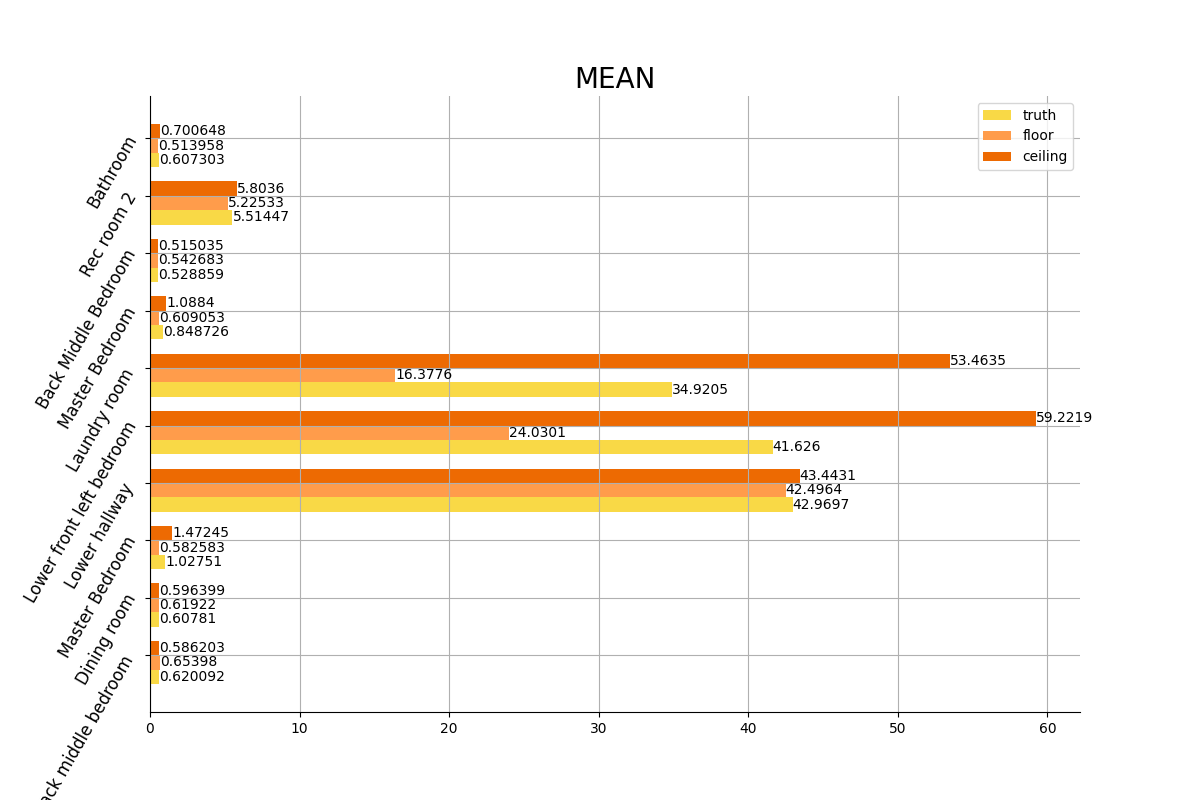 MEAN
truth
floor
ceiling
Bathroom
0.700648
0.513958
0.607303
Rec room 2
5.8036
5.22533
5.51447
Back Middle Bedroom
0.515035
0.542683
0.528859
Master Bedroom
1.0884
0.609053
0.848726
Laundry room
53.4635
16.3776
34.9205
Lower front left bedroom
59.2219
24.0301
41.626
Lower hallway
43.4431
42.4964
42.9697
Master Bedroom
1.47245
0.582583
1.02751
Dining room
0.596399
0.61922
0.60781
middle bedroom
0.586203
0.65398
0.620092
0 10 20 30 40 50 60